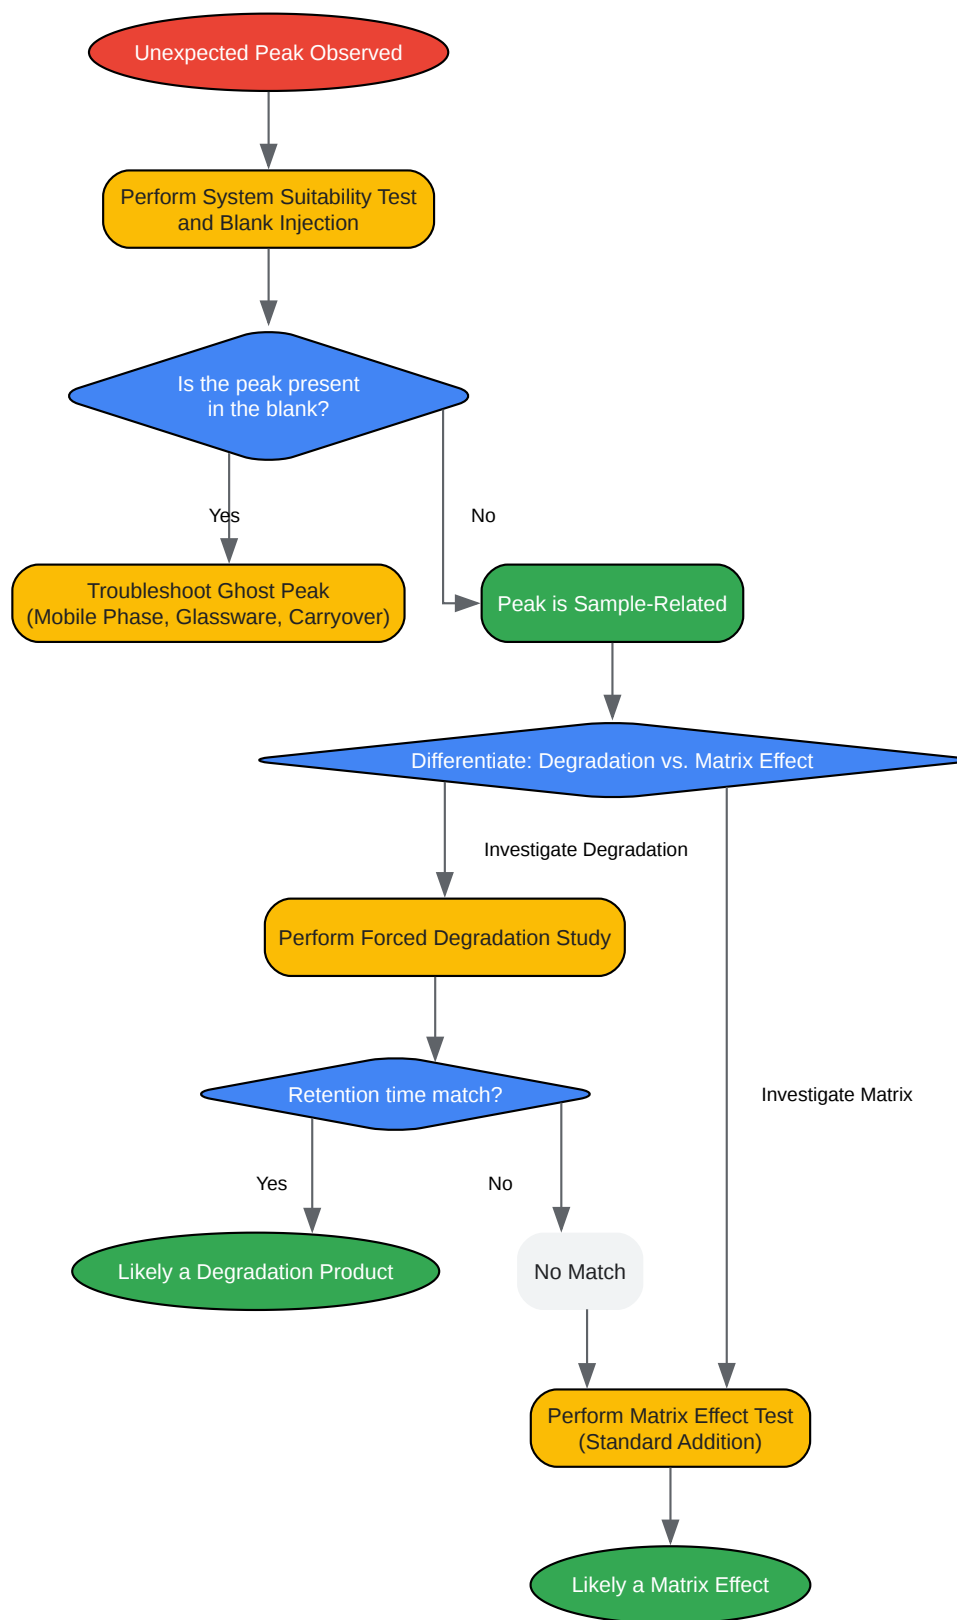 Unexpected Peak Observed
Perform System Suitability Test
and Blank Injection
Is the peak present
in the blank?
Yes
No
Troubleshoot Ghost Peak
(Mobile Phase, Glassware, Carryover)
Peak is Sample-Related
Differentiate: Degradation vs. Matrix Effect
Investigate Degradation
Perform Forced Degradation Study
Retention time match?
Investigate Matrix
Yes
No
Likely a Degradation Product
No Match
Perform Matrix Effect Test
(Standard Addition)
Likely a Matrix Effect